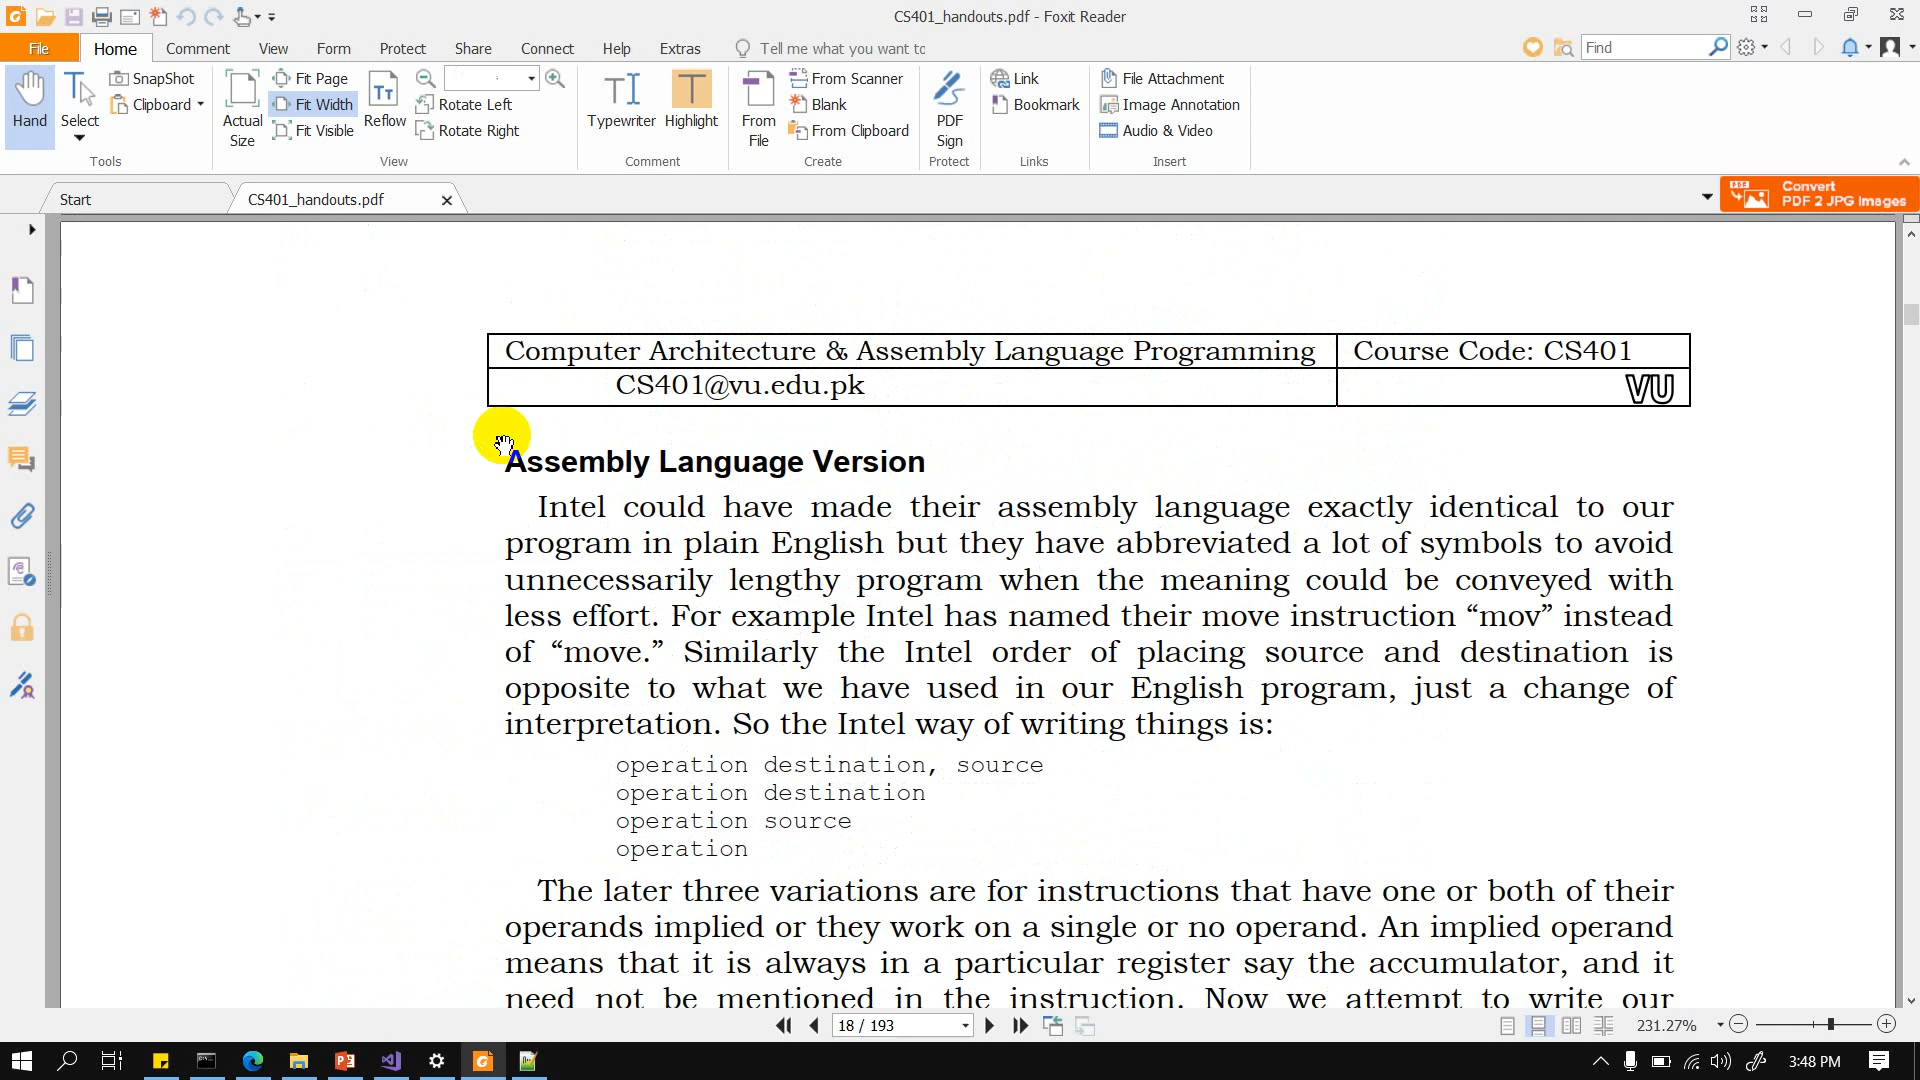 CS401_handouts.pdf - Foxit Reader
File Home Comment View Form Protect Share Connect Help Extras Tell me what you want to Find
Hand
Select
SnapShot
Clipboard
Tools
Actual
Size
Fit Page
Fit Width
Fit Visible
Reflow
Rotate Left
Rotate Right
View
Typewriter
Highlight
Comment
From
File
From Scanner
Blank
From Clipboard
Create
PDF
Sign
Protect
Link
Bookmark
Links
File Attachment
Image Annotation
Audio & Video
Insert
Start
CS401_handouts.pdf
Convert
PDF 2 JPG Images
Computer Architecture & Assembly Language Programming Course Code: CS401
CS401@vu.edu.pk VU
Assembly Language Version
Intel could have made their assembly language exactly identical to our
program in plain English but they have abbreviated a lot of symbols to avoid
unnecessarily lengthy program when the meaning could be conveyed with
less effort. For example Intel has named their move instruction “mov” instead
of “move.” Similarly the Intel order of placing source and destination is
opposite to what we have used in our English program, just a change of
interpretation. So the Intel way of writing things is:
operation destination, source
operation destination
operation source
operation
The later three variations are for instructions that have one or both of their
operands implied or they work on a single or no operand. An implied operand
means that it is always in a particular register say the accumulator, and it
need not be mentioned in the instruction. Now we attempt to write our
18 / 193
231.27%
3:48 PM